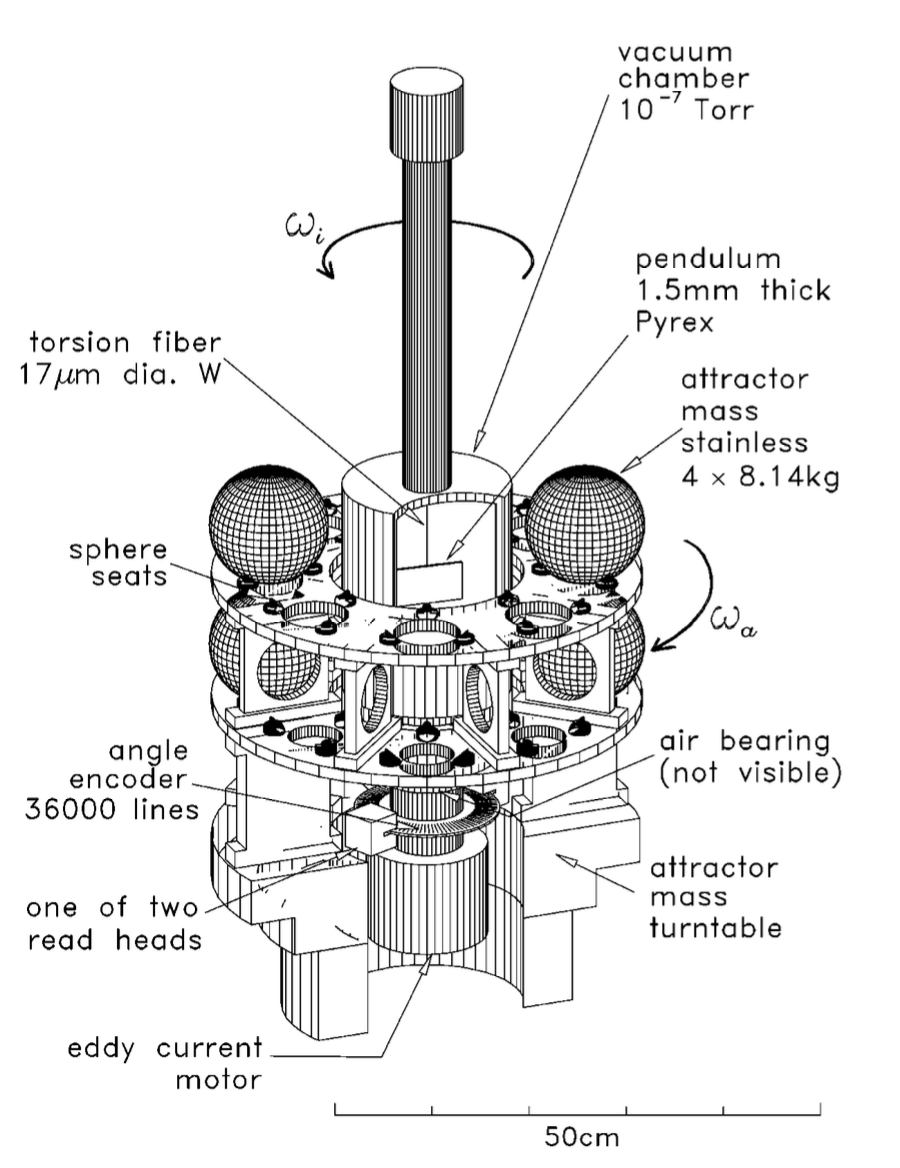 vacuum
chamber
10⁻⁷ Torr
ωᵢ
pendulum
1.5mm thick
Pyrex
torsion fiber
17μm dia. W
attractor
mass
stainless
4 × 8.14kg
sphere
seats
ωₐ
angle
encoder
36000 lines
air bearing
(not visible)
one of two
read heads
attractor
mass
turntable
eddy current
motor
50cm